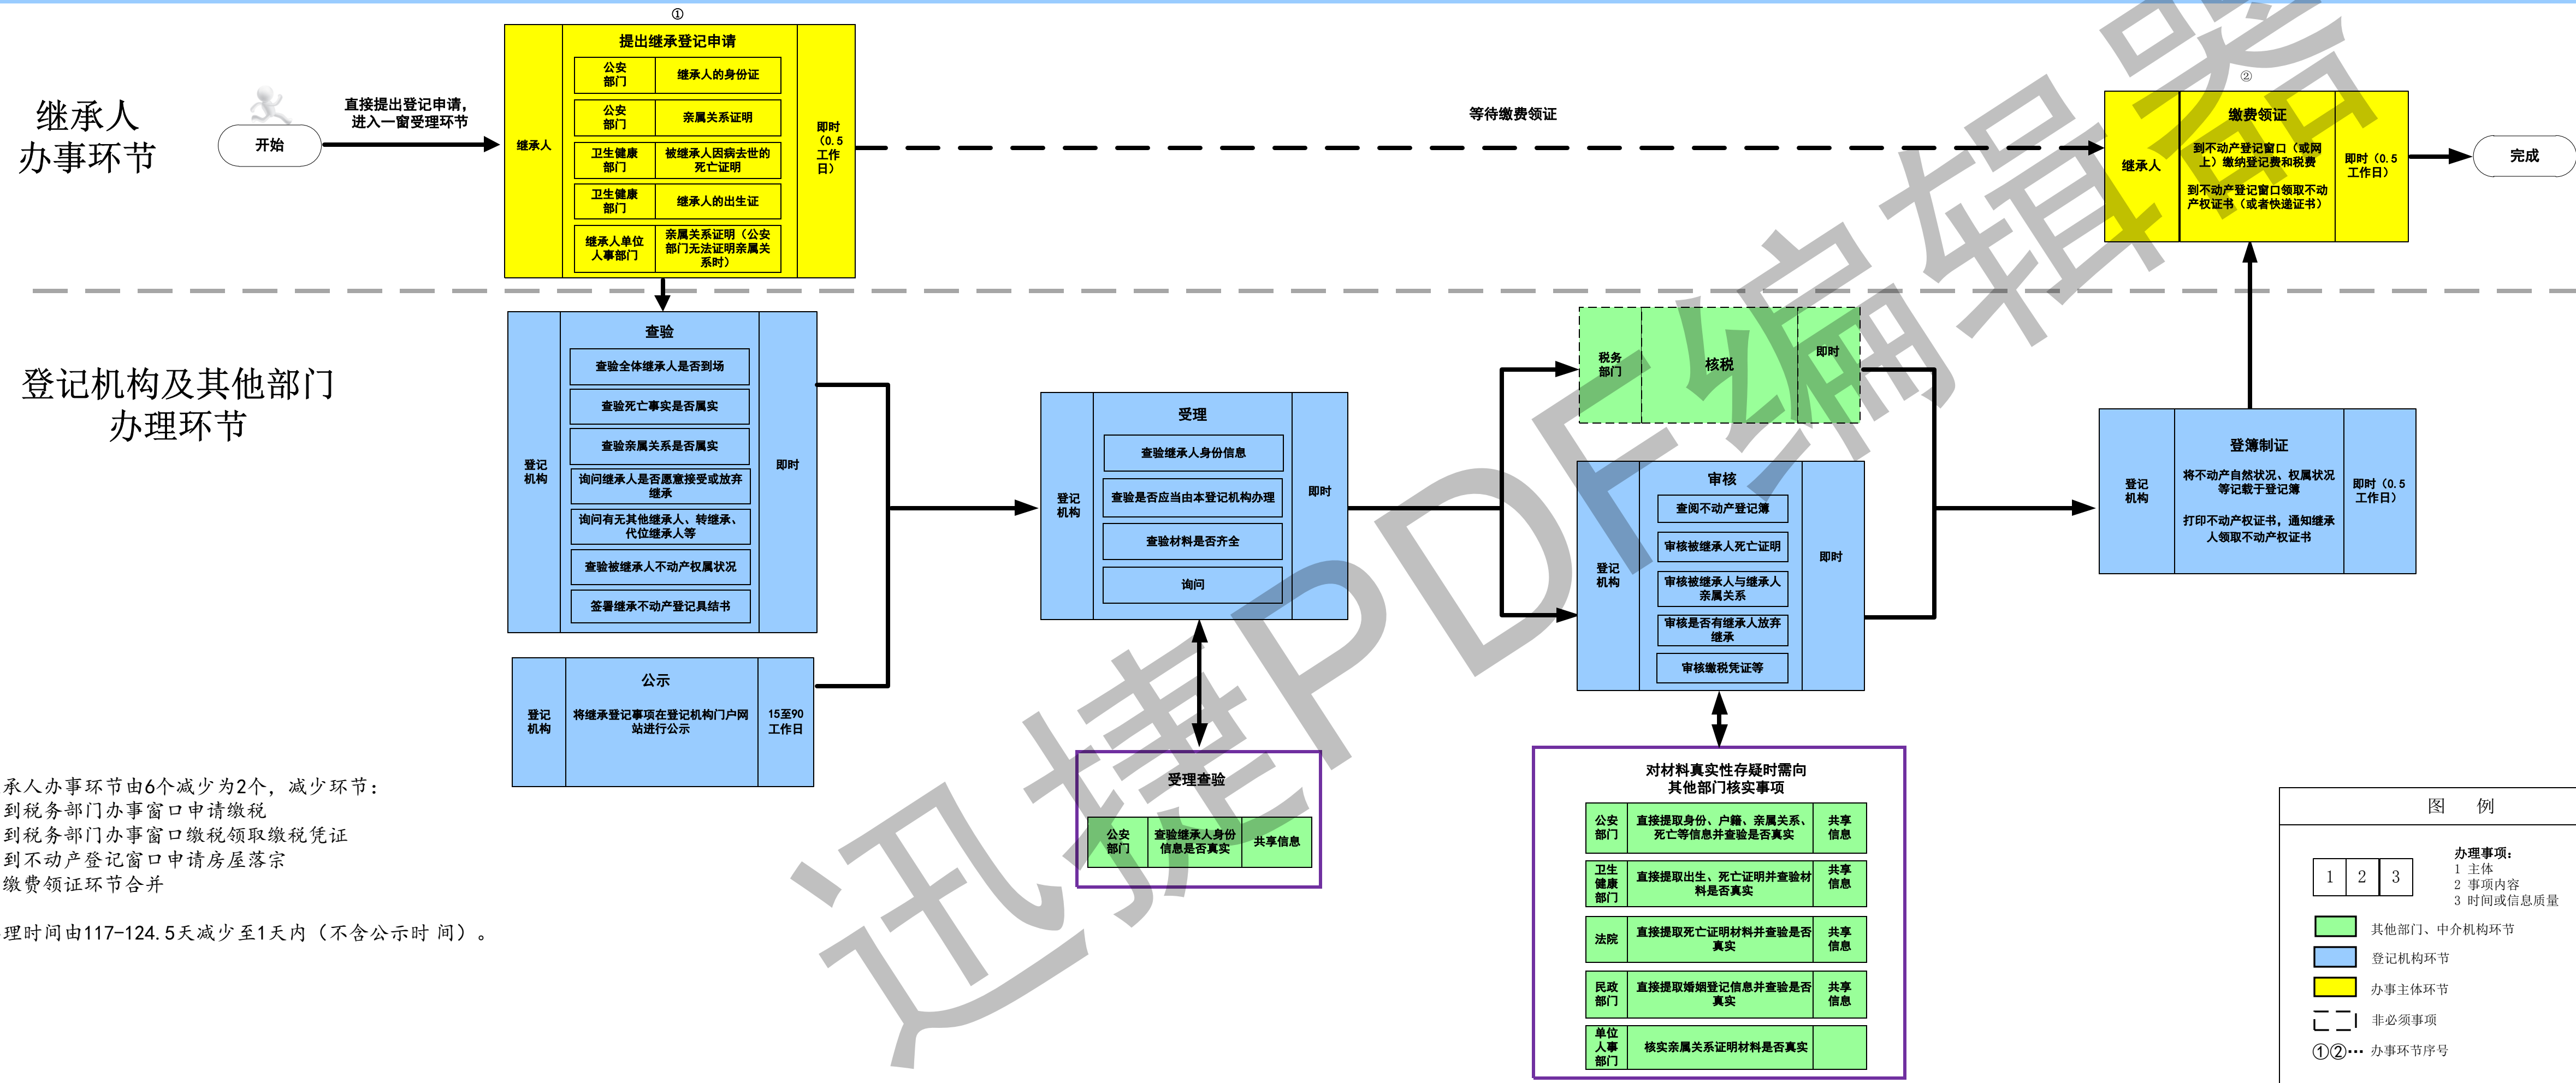 继承人
办事环节
开始
直接提出登记申请，
进入一窗受理环节
①
提出继承登记申请
继承人
公安
部门
继承人的身份证
公安
部门
亲属关系证明
卫生健康
部门
被继承人因病去世的
死亡证明
卫生健康
部门
继承人的出生证
继承人单位
人事部门
亲属关系证明（公安
部门无法证明亲属关
系时）
即时
（0.5
工作
日）
等待缴费领证
②
缴费领证
继承人
到不动产登记窗口（或网
上）缴纳登记费和税费
到不动产登记窗口领取不动
产权证书（或者快递证书）
即时（0.5
工作日）
完成
登记机构及其他部门
办理环节
查验
登记
机构
查验全体继承人是否到场
查验死亡事实是否属实
查验亲属关系是否属实
询问继承人是否愿意接受或放弃
继承
询问有无其他继承人、转继承、
代位继承人等
查验被继承人不动产权属状况
签署继承不动产登记具结书
即时
公示
登记
机构
将继承登记事项在登记机构门户网
站进行公示
15至90
工作日
受理
登记
机构
查验继承人身份信息
查验是否应当由本登记机构办理
查验材料是否齐全
询问
即时
受理查验
公安
部门
查验继承人身份
信息是否真实
共享信息
税务
部门
核税
即时
审核
登记
机构
查阅不动产登记簿
审核被继承人死亡证明
审核被继承人与继承人
亲属关系
审核是否有继承人放弃
继承
审核缴税凭证等
即时
对材料真实性存疑时需向
其他部门核实事项
公安
部门
直接提取身份、户籍、亲属关系、
死亡等信息并查验是否真实
共享
信息
卫生
健康
部门
直接提取出生、死亡证明并查验材
料是否真实
共享
信息
法院
直接提取死亡证明材料并查验是否
真实
共享
信息
民政
部门
直接提取婚姻登记信息并查验是否
真实
共享
信息
单位
人事
部门
核实亲属关系证明材料是否真实
登簿制证
登记
机构
将不动产自然状况、权属状况
等记载于登记簿
打印不动产权证书，通知继承
人领取不动产权证书
即时（0.5
工作日）
承人办事环节由6个减少为2个，减少环节：
到税务部门办事窗口申请缴税
到税务部门办事窗口缴税领取缴税凭证
到不动产登记窗口申请房屋落宗
缴费领证环节合并
理时间由117-124.5天减少至1天内（不含公示时 间）。
图 例
1 2 3
办理事项：
1 主体
2 事项内容
3 时间或信息质量
其他部门、中介机构环节
登记机构环节
办事主体环节
非必须事项
①②… 办事环节序号
迅捷PDF编辑器